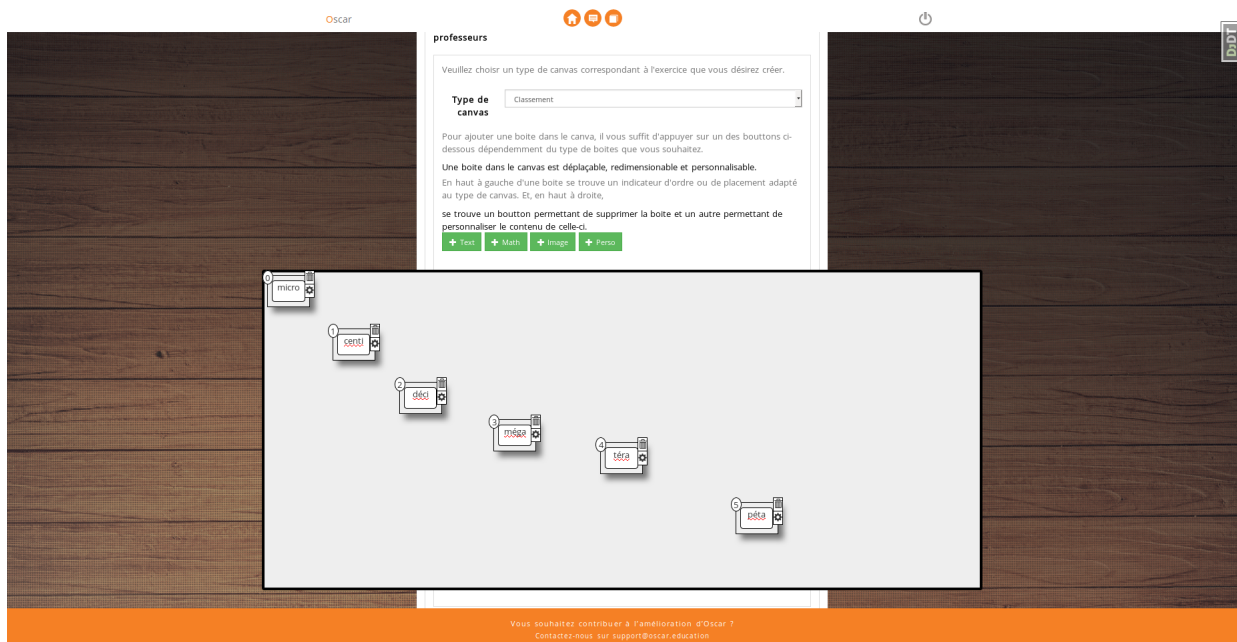 Oscar
DJDT
professeurs
Veuillez choisr un type de canvas correspondant à l'exercice que vous désirez créer.
Type de
canvas
Classement
Pour ajouter une boite dans le canva, il vous suffit d'appuyer sur un des bouttons ci-
dessous dépendemment du type de boites que vous souhaitez.
Une boite dans le canvas est déplaçable, redimensionable et personnalisable.
En haut à gauche d'une boite se trouve un indicateur d'ordre ou de placement adapté
au type de canvas. Et, en haut à droite,
se trouve un boutton permettant de supprimer la boite et un autre permettant de
personnaliser le contenu de celle-ci.
+ Text + Math + Image + Perso
0
micro
1
centi
2
déci
3
méga
4
téra
5
péta
Vous souhaitez contribuer à l'amélioration d'Oscar ?
Contactez-nous sur support@oscar.education